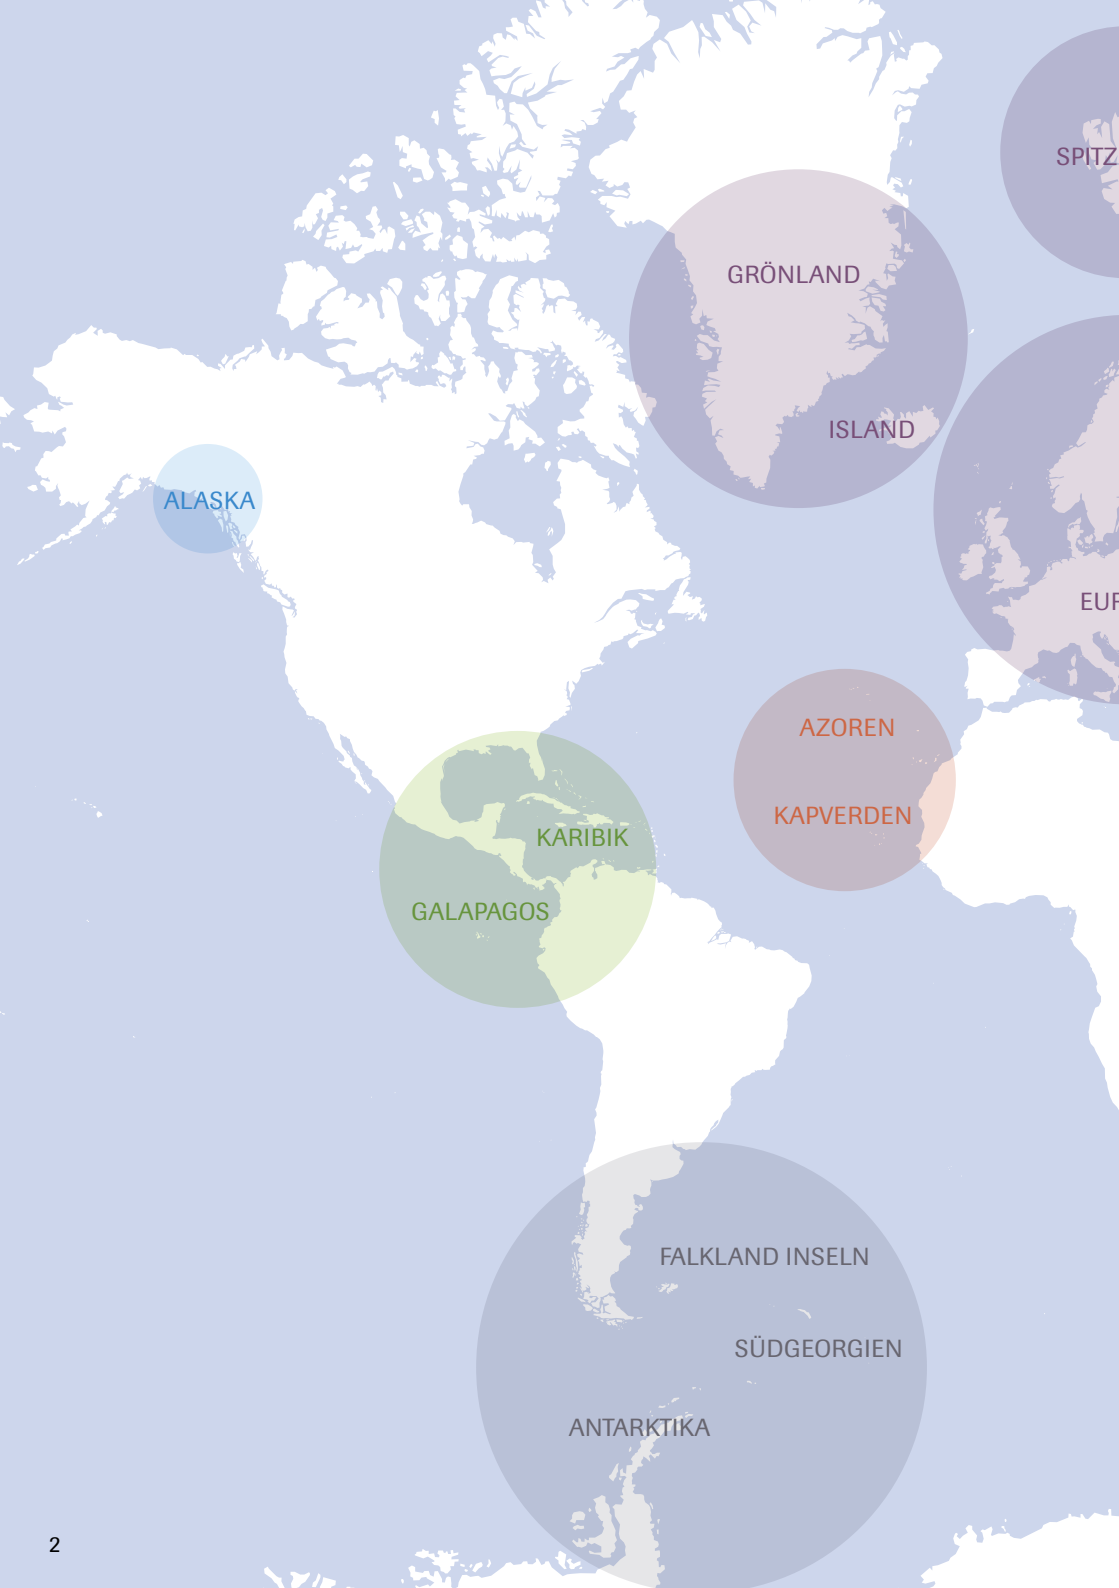 SPITZ
GRÖNLAND
ISLAND
ALASKA
EUR
AZOREN
KAPVERDEN
KARIBIK
GALAPAGOS
FALKLAND INSELN
SÜDGEORGIEN
ANTARKTIKA
2